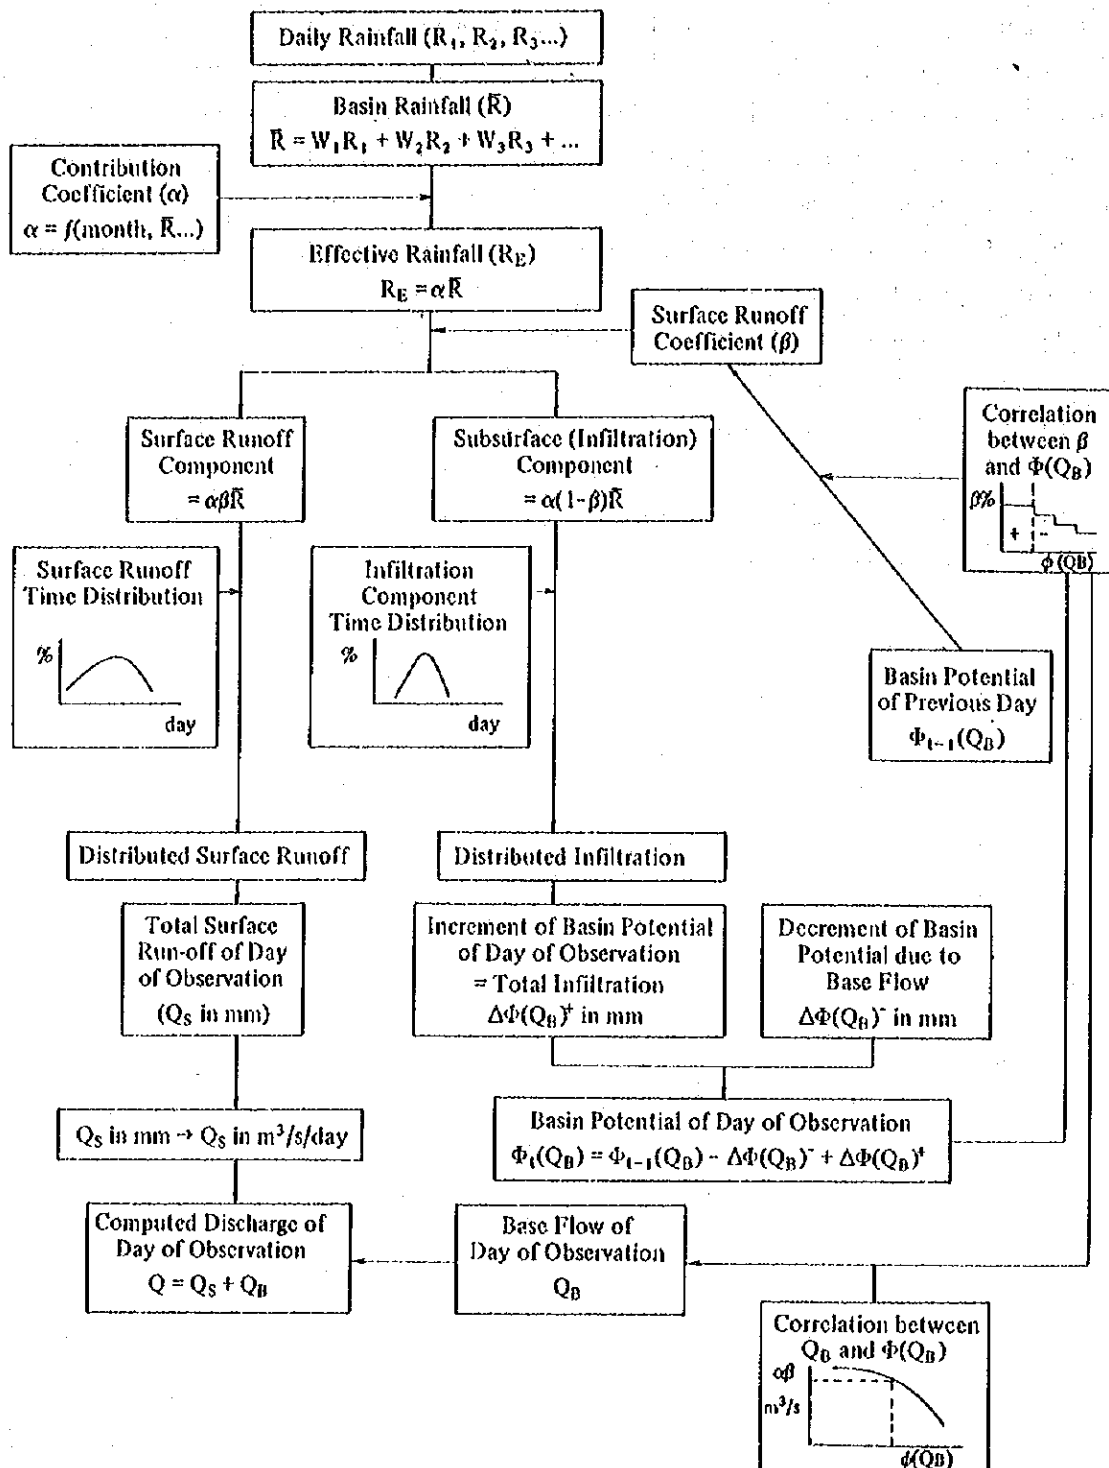 Daily Rainfall (R₁, R₂, R₃...)
Basin Rainfall (R̄)
R̄ = W₁R₁ + W₂R₂ + W₃R₃ + ...
Contribution
Coefficient (α)
α = f(month, R̄...)
Effective Rainfall (R_E)
R_E = αR̄
Surface Runoff
Coefficient (β)
Correlation
between β
and Φ(Q_B)
β%
+ -
ϕ (QB)
Surface Runoff
Component
= αβR̄
Subsurface (Infiltration)
Component
= α(1-β)R̄
Surface Runoff
Time Distribution
%
day
Infiltration
Component
Time Distribution
%
day
Basin Potential
of Previous Day
Φₜ₋₁(Q_B)
Distributed Surface Runoff
Distributed Infiltration
Total Surface
Run-off of Day
of Observation
(Q_S in mm)
Increment of Basin Potential
of Day of Observation
= Total Infiltration
ΔΦ(Q_B)⁺ in mm
Decrement of Basin
Potential due to
Base Flow
ΔΦ(Q_B)⁻ in mm
Q_S in mm → Q_S in m³/s/day
Basin Potential of Day of Observation
Φₜ(Q_B) = Φₜ₋₁(Q_B) - ΔΦ(Q_B)⁻ + ΔΦ(Q_B)⁺
Computed Discharge of
Day of Observation
Q = Q_S + Q_B
Base Flow of
Day of Observation
Q_B
Correlation between
Q_B and Φ(Q_B)
αβ
m³/s
ϕ(QB)